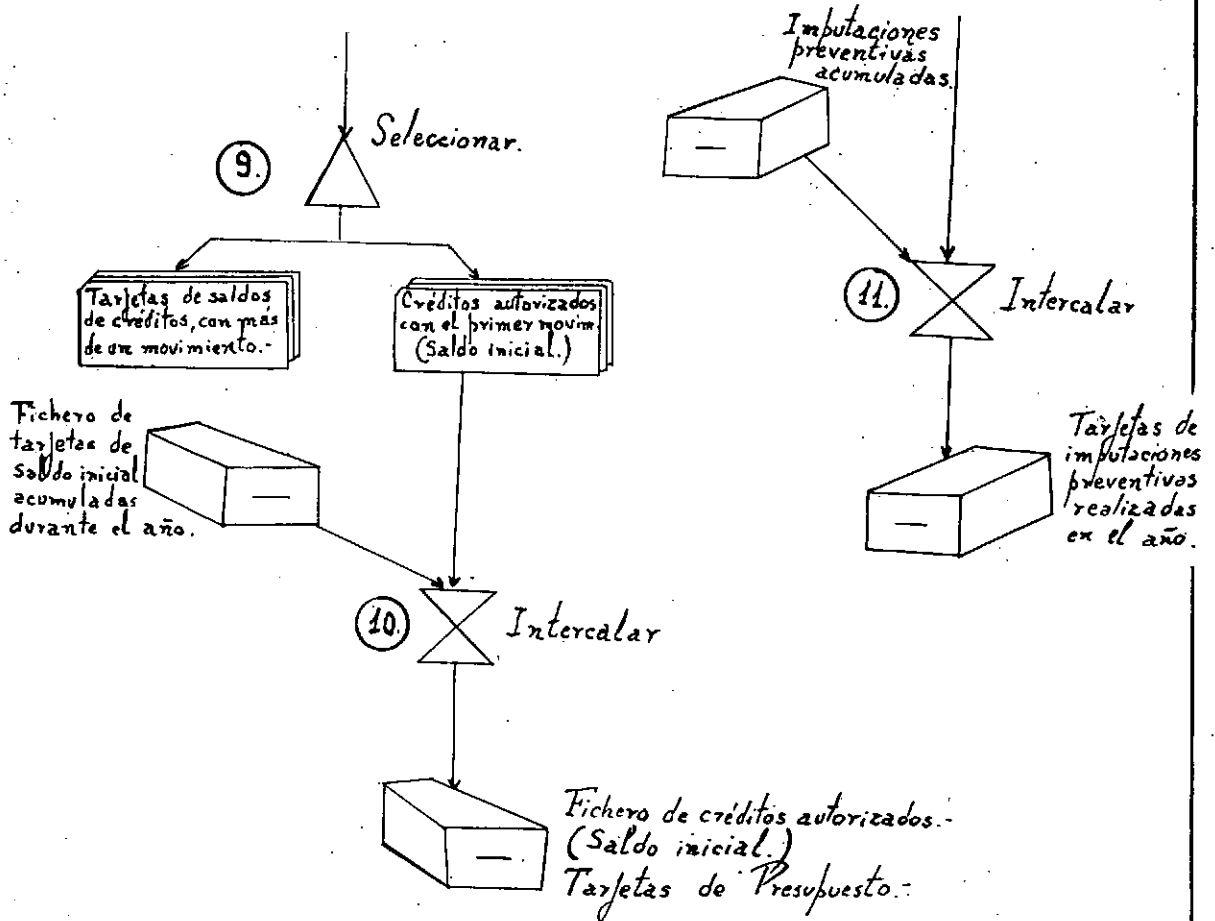 9.
Seleccionar.
Tarjetas de saldos
de créditos, con más
de un movimiento.-
Créditos autorizados
con el primer movim.
(Saldo inicial.)
Fichero de
tarjetas de
saldo inicial
acumuladas
durante el año.
10.
Intercalar
Fichero de créditos autorizados.-
(Saldo inicial.)
Tarjetas de Presupuesto.-
Imputaciones
preventivas
acumuladas.
11.
Intercalar
Tarjetas de
imputaciones
preventivas
realizadas
en el año.